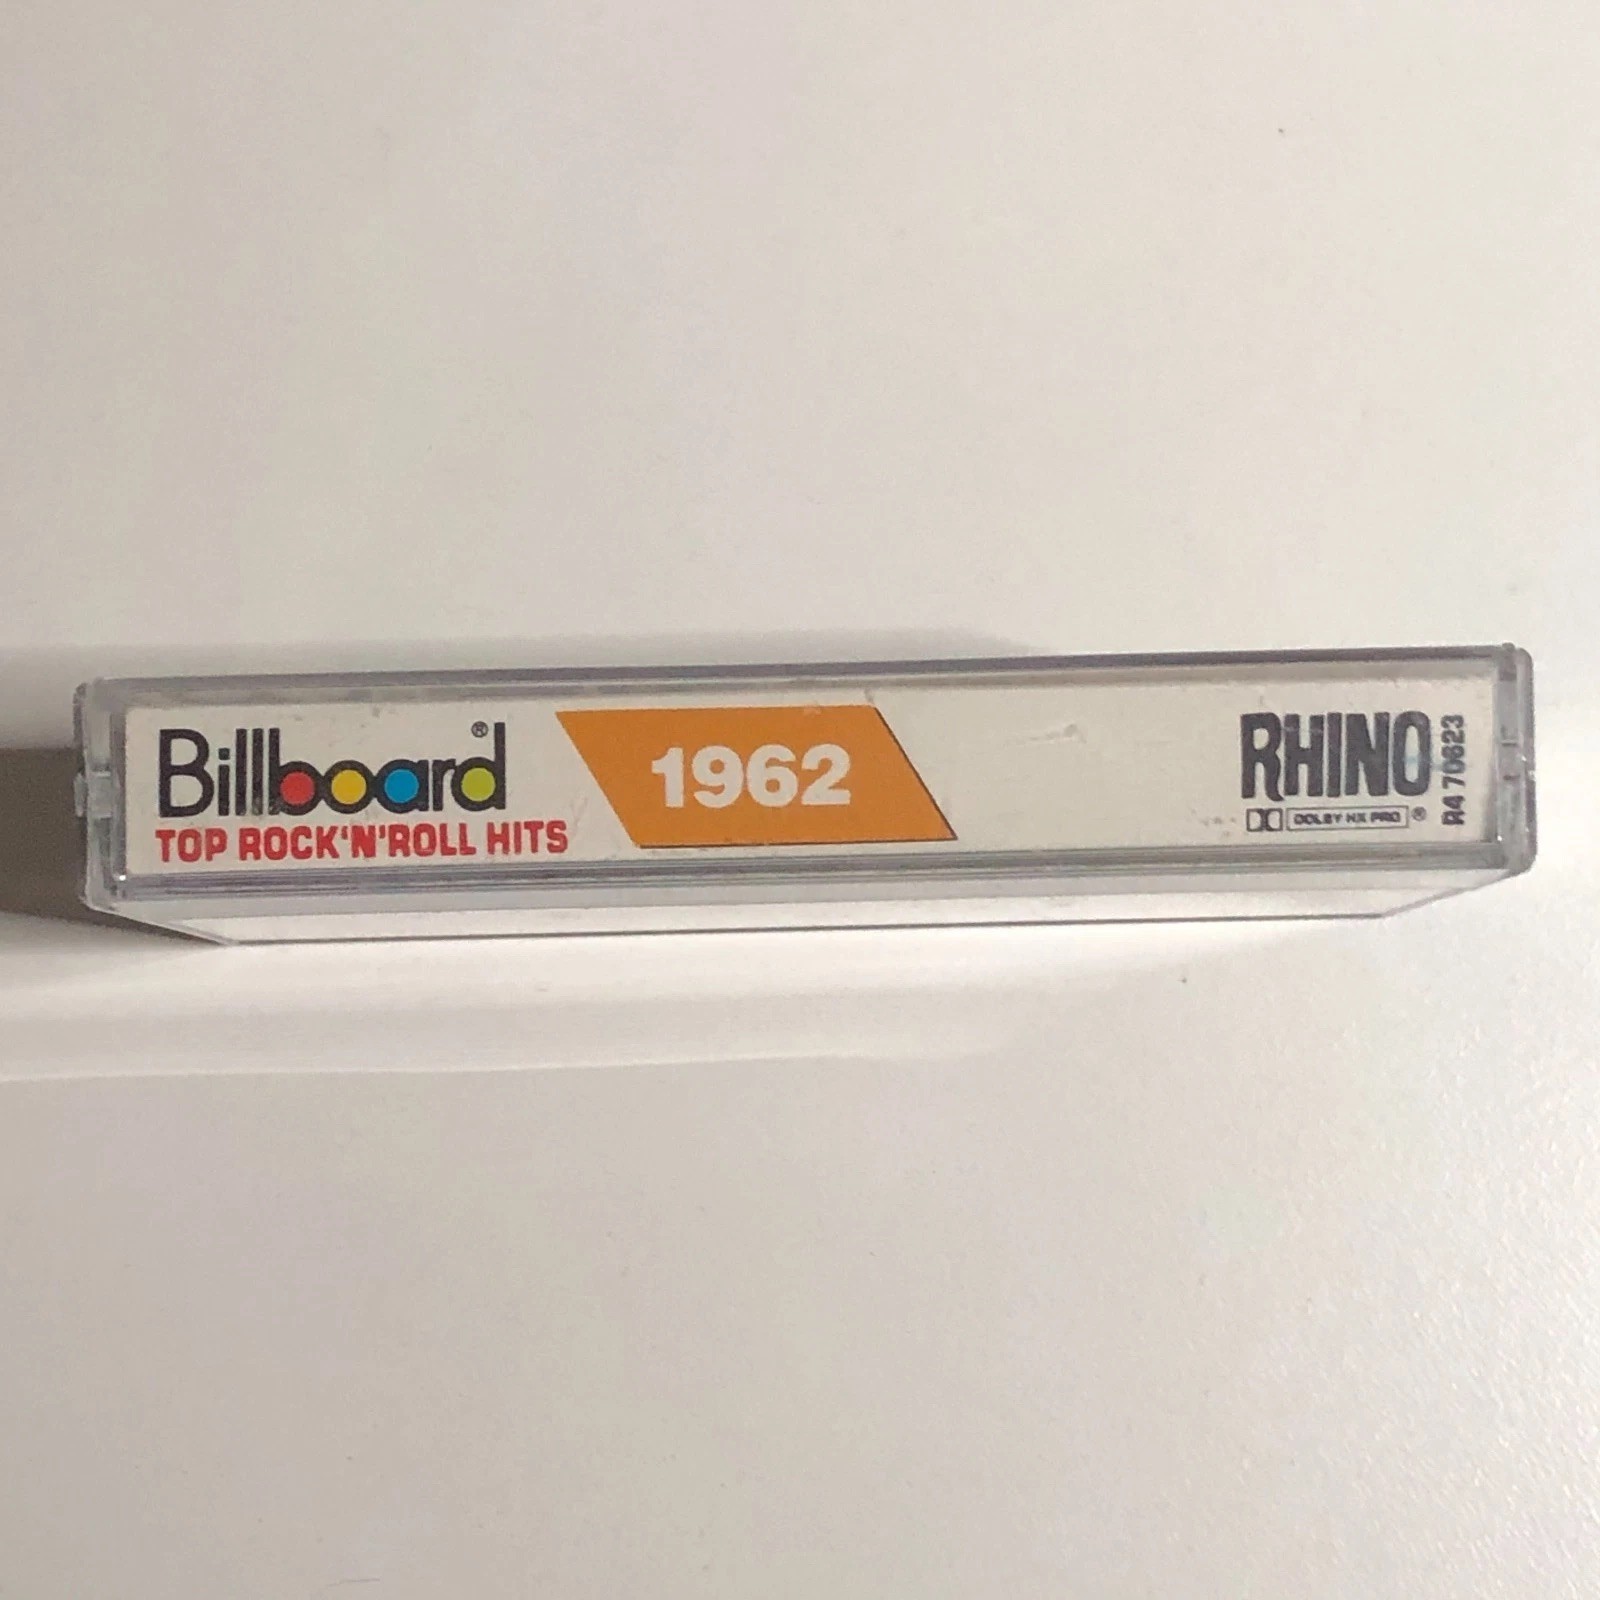 Billboard®
TOP ROCK'N'ROLL HITS
1962
RHINO
DOLBY HX PRO ®
R4 70623